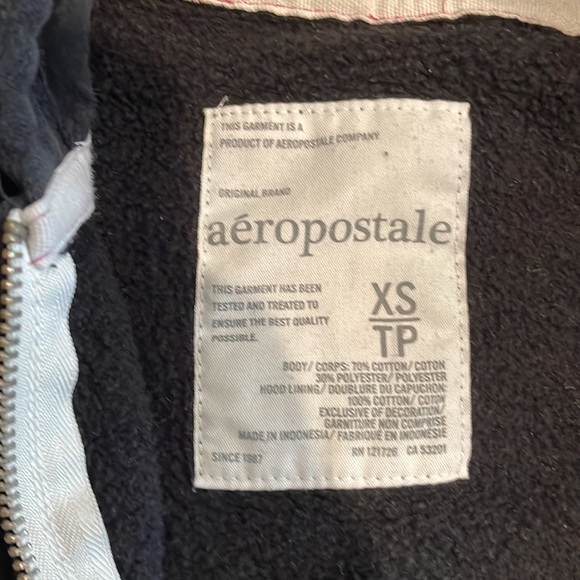 THIS GARMENT IS A
PRODUCT OF AEROPOSTALE COMPANY
ORIGINAL BRAND
aéropostale
THIS GARMENT HAS BEEN
TESTED AND TREATED TO
ENSURE THE BEST QUALITY
POSSIBLE.
XS
TP
BODY/ CORPS: 70% COTTON/ COTON
30% POLYESTER/ POLYESTER
HOOD LINING/ DOUBLURE DU CAPUCHON:
100% COTTON/ COTON
EXCLUSIVE OF DECORATION/
GARNITURE NON COMPRISE
MADE IN INDONESIA/ FABRIQUÉ EN INDONÉSIE
SINCE 1987
RN 121726 CA 53201